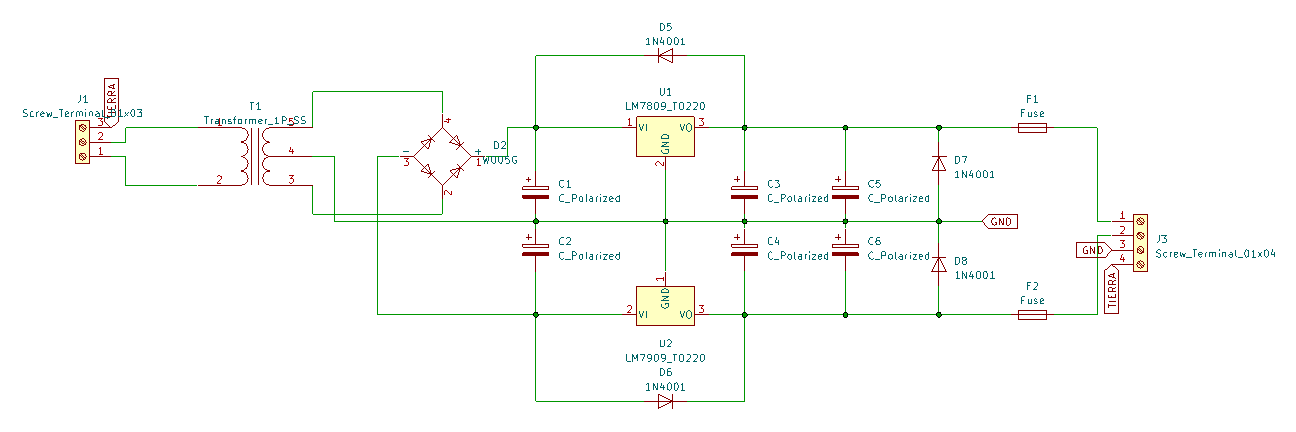 D5
1N4001
J1
Screw_Terminal_01x03
TIERRA
3
2
1
T1
Transformer_1P_SS
1
2
5
4
3
4
-
3
+
1
2
D2
W005G
U1
LM7809_TO220
1
VI
VO
3
GND
2
F1
Fuse
+
C1
C_Polarized
+
C3
C_Polarized
+
C5
C_Polarized
D7
1N4001
GND
+
C2
C_Polarized
+
C4
C_Polarized
+
C6
C_Polarized
D8
1N4001
1
2
3
4
GND
TIERRA
J3
Screw_Terminal_01x04
1
GND
2
VI
VO
3
U2
LM7909_TO220
F2
Fuse
D6
1N4001